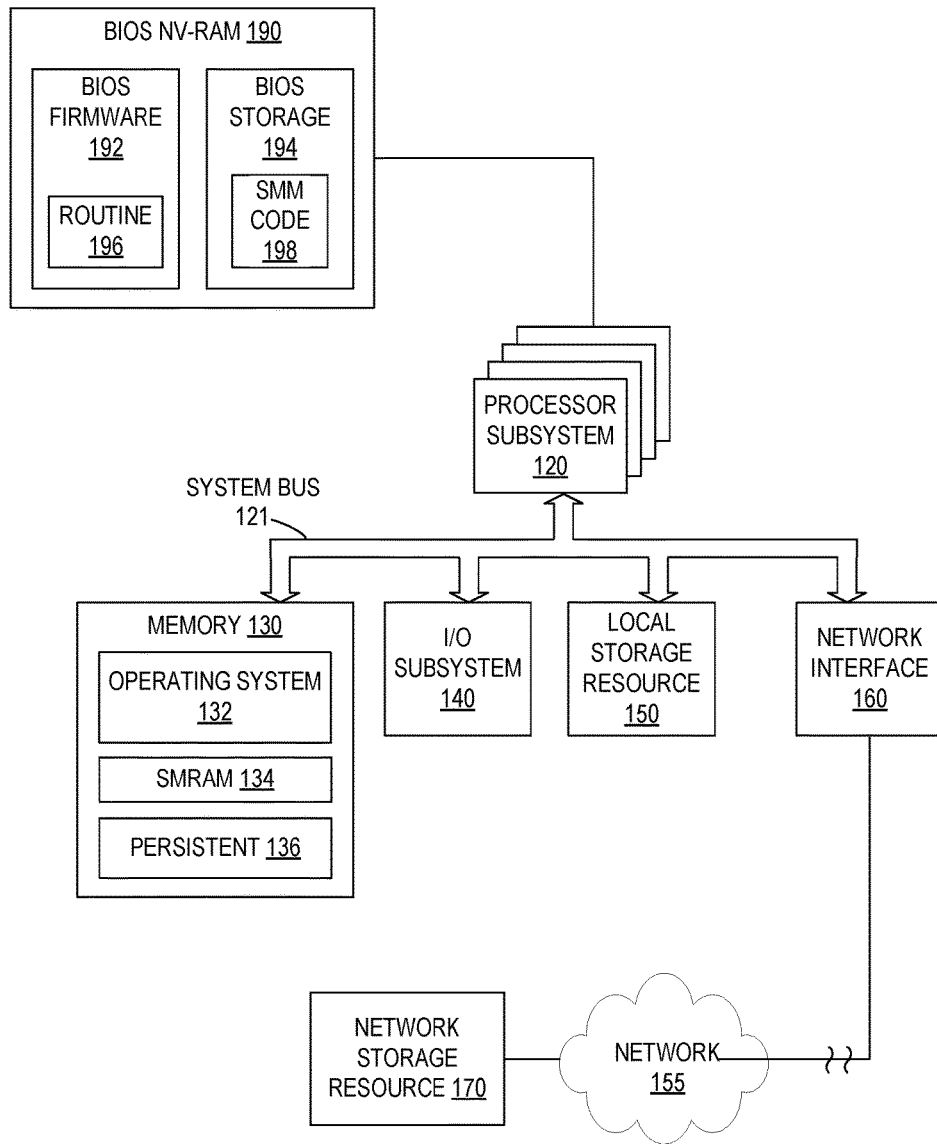 BIOS NV-RAM 190
BIOS
FIRMWARE
192
ROUTINE
196
BIOS
STORAGE
194
SMM
CODE
198
PROCESSOR
SUBSYSTEM
120
SYSTEM BUS
121
MEMORY 130
OPERATING SYSTEM
132
SMRAM 134
PERSISTENT 136
I/O
SUBSYSTEM
140
LOCAL
STORAGE
RESOURCE
150
NETWORK
INTERFACE
160
NETWORK
STORAGE
RESOURCE 170
NETWORK
155